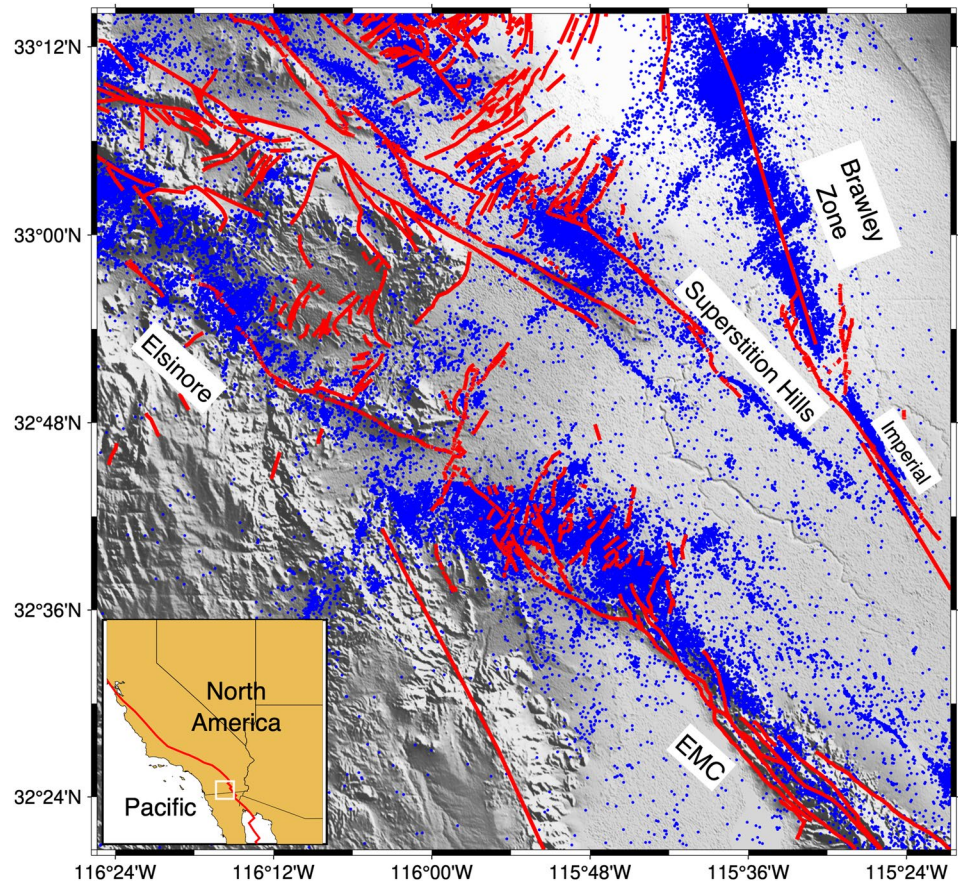 33°12'N
33°00'N
32°48'N
32°36'N
32°24'N
Brawley
Zone
Superstition Hills
Imperial
Elsinore
EMC
North
America
Pacific
116°24'W
116°12'W
116°00'W
115°48'W
115°36'W
115°24'W